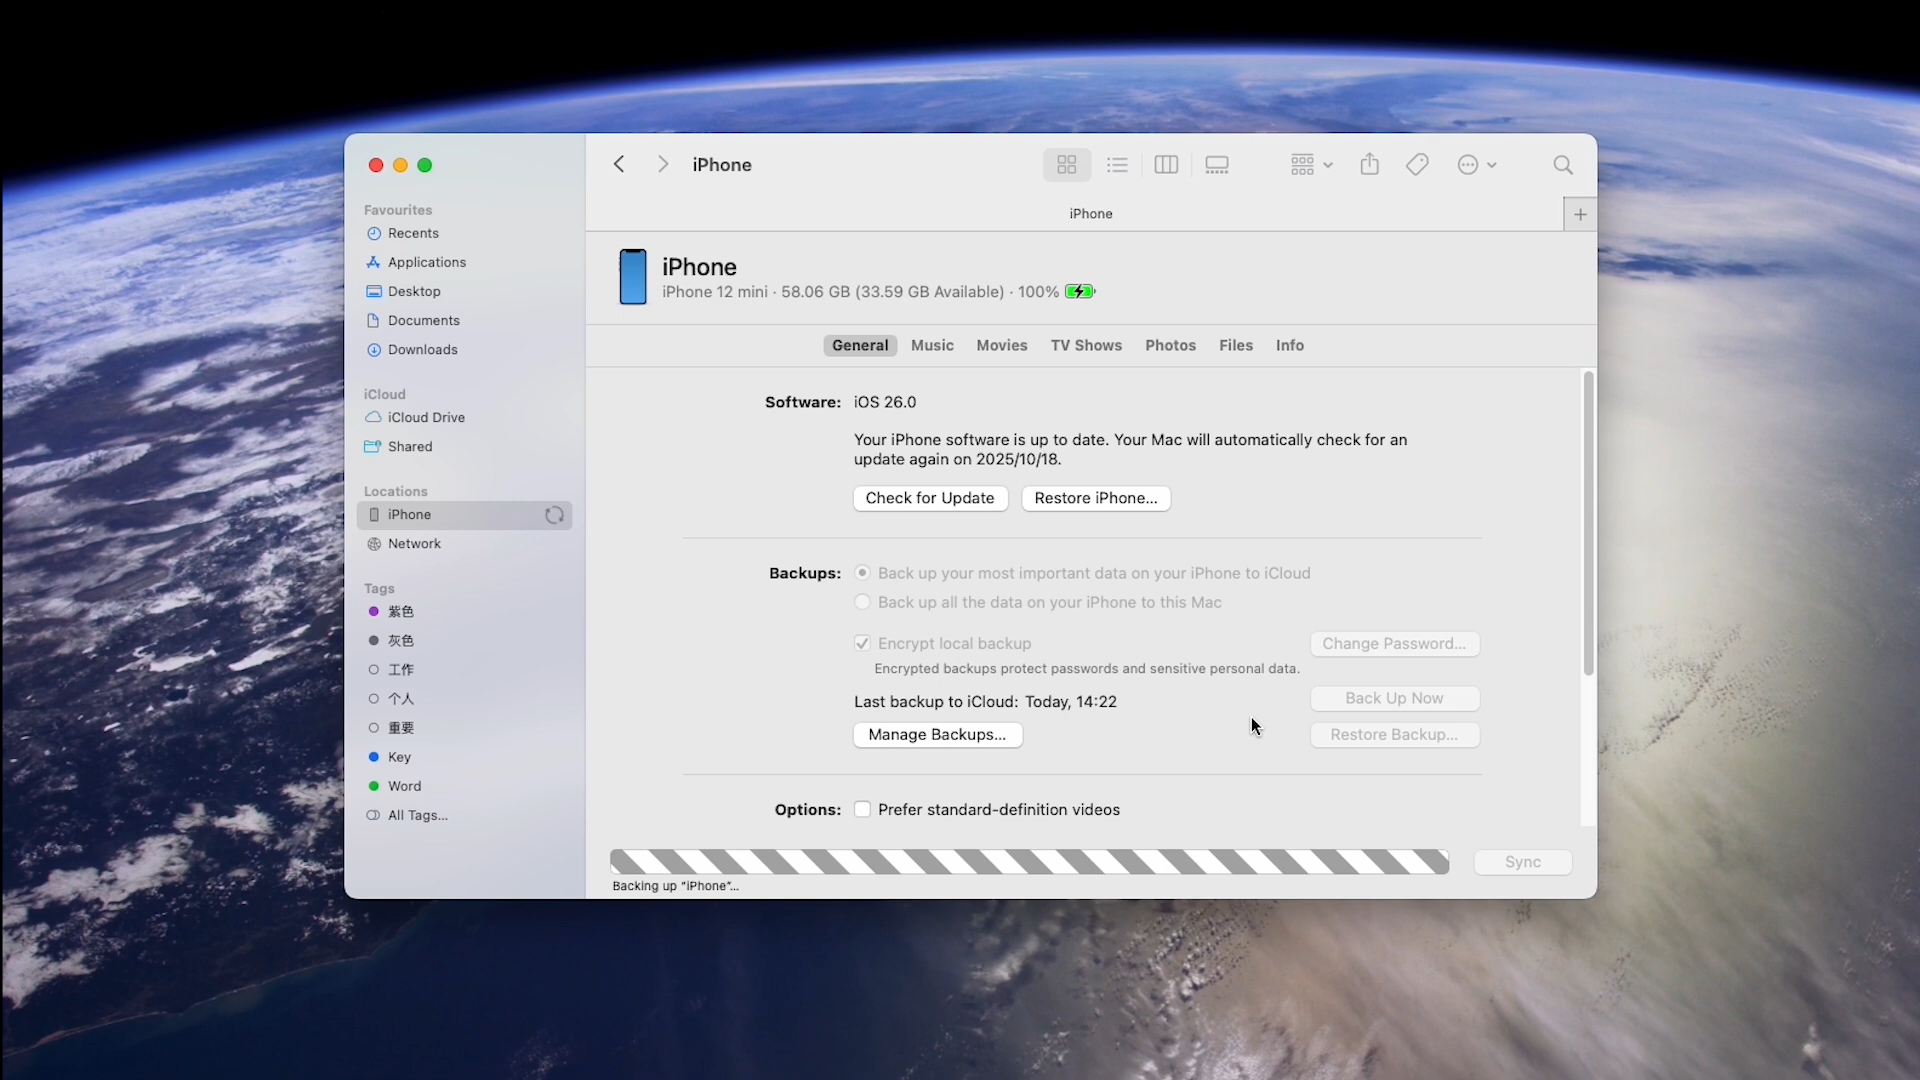 iPhone
iPhone
Favourites
Recents
Applications
Desktop
Documents
Downloads
iCloud
iCloud Drive
Shared
Locations
iPhone
Network
Tags
紫色
灰色
工作
个人
重要
Key
Word
All Tags...
iPhone
iPhone 12 mini · 58.06 GB (33.59 GB Available) · 100%
General Music Movies TV Shows Photos Files Info
Software: iOS 26.0
Your iPhone software is up to date. Your Mac will automatically check for an
update again on 2025/10/18.
Check for Update Restore iPhone...
Backups: Back up your most important data on your iPhone to iCloud
Back up all the data on your iPhone to this Mac
Encrypt local backup Change Password...
Encrypted backups protect passwords and sensitive personal data.
Last backup to iCloud: Today, 14:22 Back Up Now
Manage Backups... Restore Backup...
Options: Prefer standard-definition videos
Sync
Backing up “iPhone”...